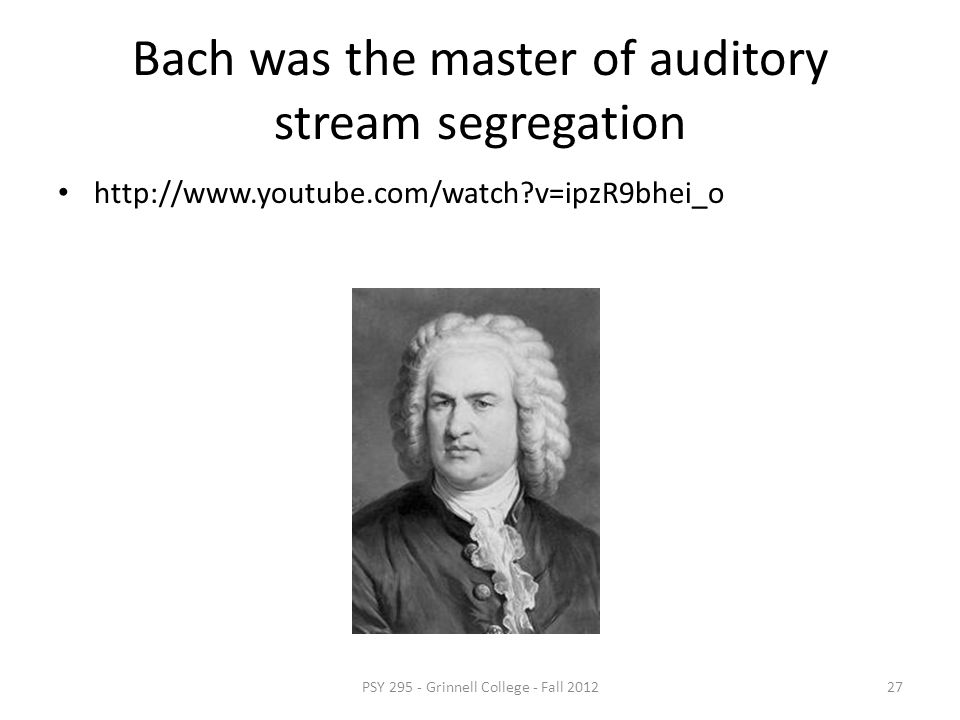 Bach was the master of auditory
stream segregation
• http://www.youtube.com/watch?v=ipzR9bhei_o
PSY 295 - Grinnell College - Fall 2012
27